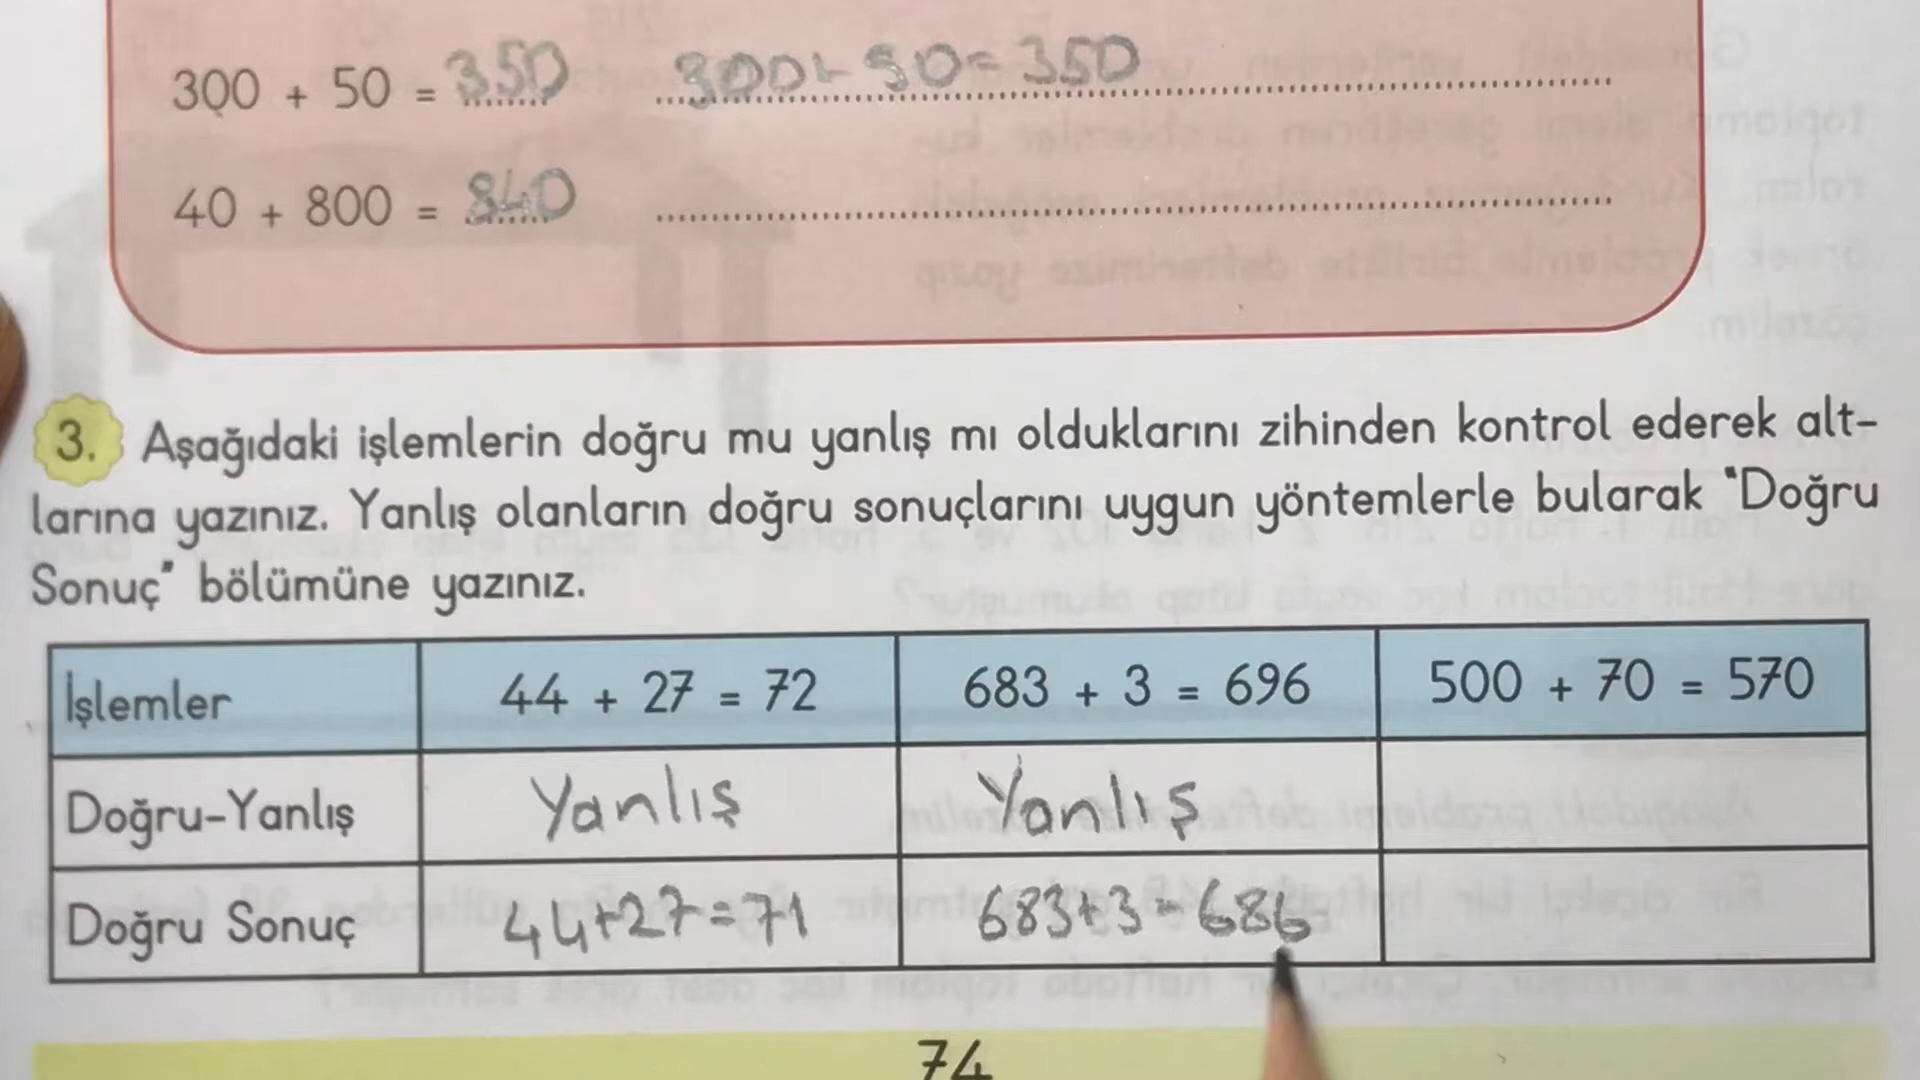 300 + 50 = 350 300+50=350
40 + 800 = 840
3. Aşağıdaki işlemlerin doğru mu yanlış mı olduklarını zihinden kontrol ederek alt-
larına yazınız. Yanlış olanların doğru sonuçlarını uygun yöntemlerle bularak "Doğru
Sonuç" bölümüne yazınız.
İşlemler 44 + 27 = 72 683 + 3 = 696 500 + 70 = 570
Doğru-Yanlış Yanlış Yanlış
Doğru Sonuç 44+27=71 683+3=686
74